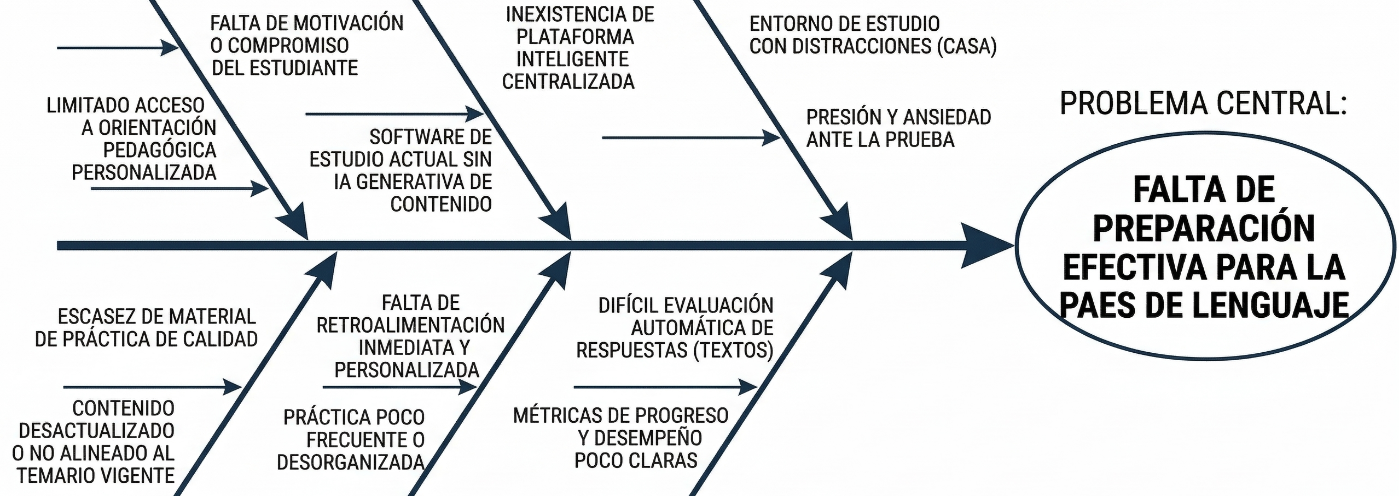 FALTA DE MOTIVACIÓN
O COMPROMISO
DEL ESTUDIANTE
LIMITADO ACCESO
A ORIENTACIÓN
PEDAGÓGICA
PERSONALIZADA
INEXISTENCIA DE
PLATAFORMA
INTELIGENTE
CENTRALIZADA
SOFTWARE DE
ESTUDIO ACTUAL SIN
IA GENERATIVA DE
CONTENIDO
ENTORNO DE ESTUDIO
CON DISTRACCIONES (CASA)
PRESIÓN Y ANSIEDAD
ANTE LA PRUEBA
PROBLEMA CENTRAL:
FALTA DE
PREPARACIÓN
EFECTIVA PARA LA
PAES DE LENGUAJE
ESCASEZ DE MATERIAL
DE PRÁCTICA DE CALIDAD
CONTENIDO
DESACTUALIZADO
O NO ALINEADO AL
TEMARIO VIGENTE
FALTA DE
RETROALIMENTACIÓN
INMEDIATA Y
PERSONALIZADA
PRÁCTICA POCO
FRECUENTE O
DESORGANIZADA
DIFÍCIL EVALUACIÓN
AUTOMÁTICA DE
RESPUESTAS (TEXTOS)
MÉTRICAS DE PROGRESO
Y DESEMPEÑO
POCO CLARAS